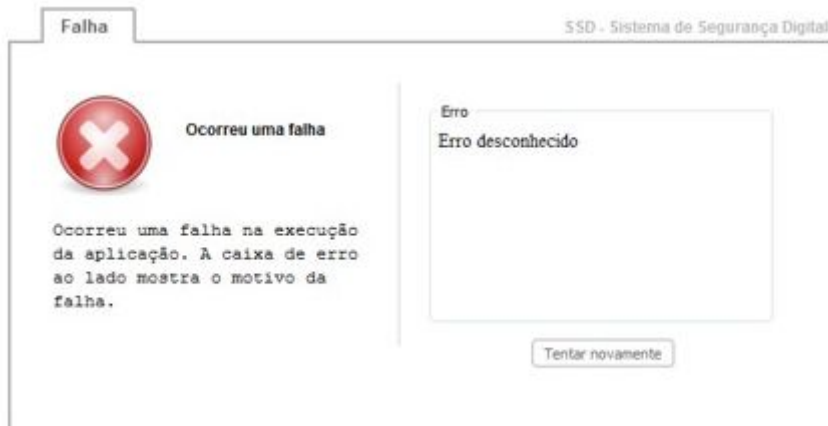 Falha
SSD - Sistema de Segurança Digital
Ocorreu uma falha
Ocorreu uma falha na execução
da aplicação. A caixa de erro
ao lado mostra o motivo da
falha.
Erro
Erro desconhecido
Tentar novamente